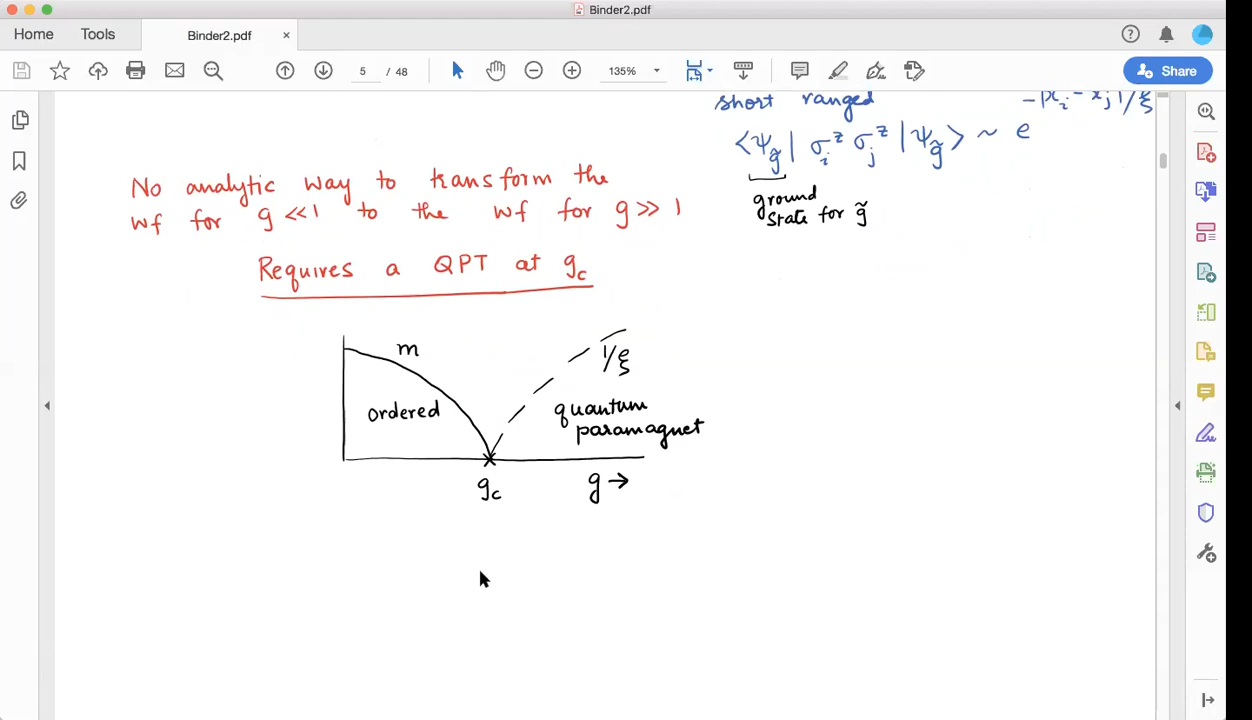 Binder2.pdf
Home Tools Binder2.pdf ×
5 / 48 135% Share
short ranged
⟨ψ_g̃| σ_i^z σ_j^z |ψ_g̃⟩ ~ e^{-|x_i - x_j|/ξ}
ground
state for g̃
No analytic way to transform the
wf for g << 1 to the wf for g >> 1
Requires a QPT at g_c
m
1/ξ
ordered
quantum
paramagnet
g_c
g →